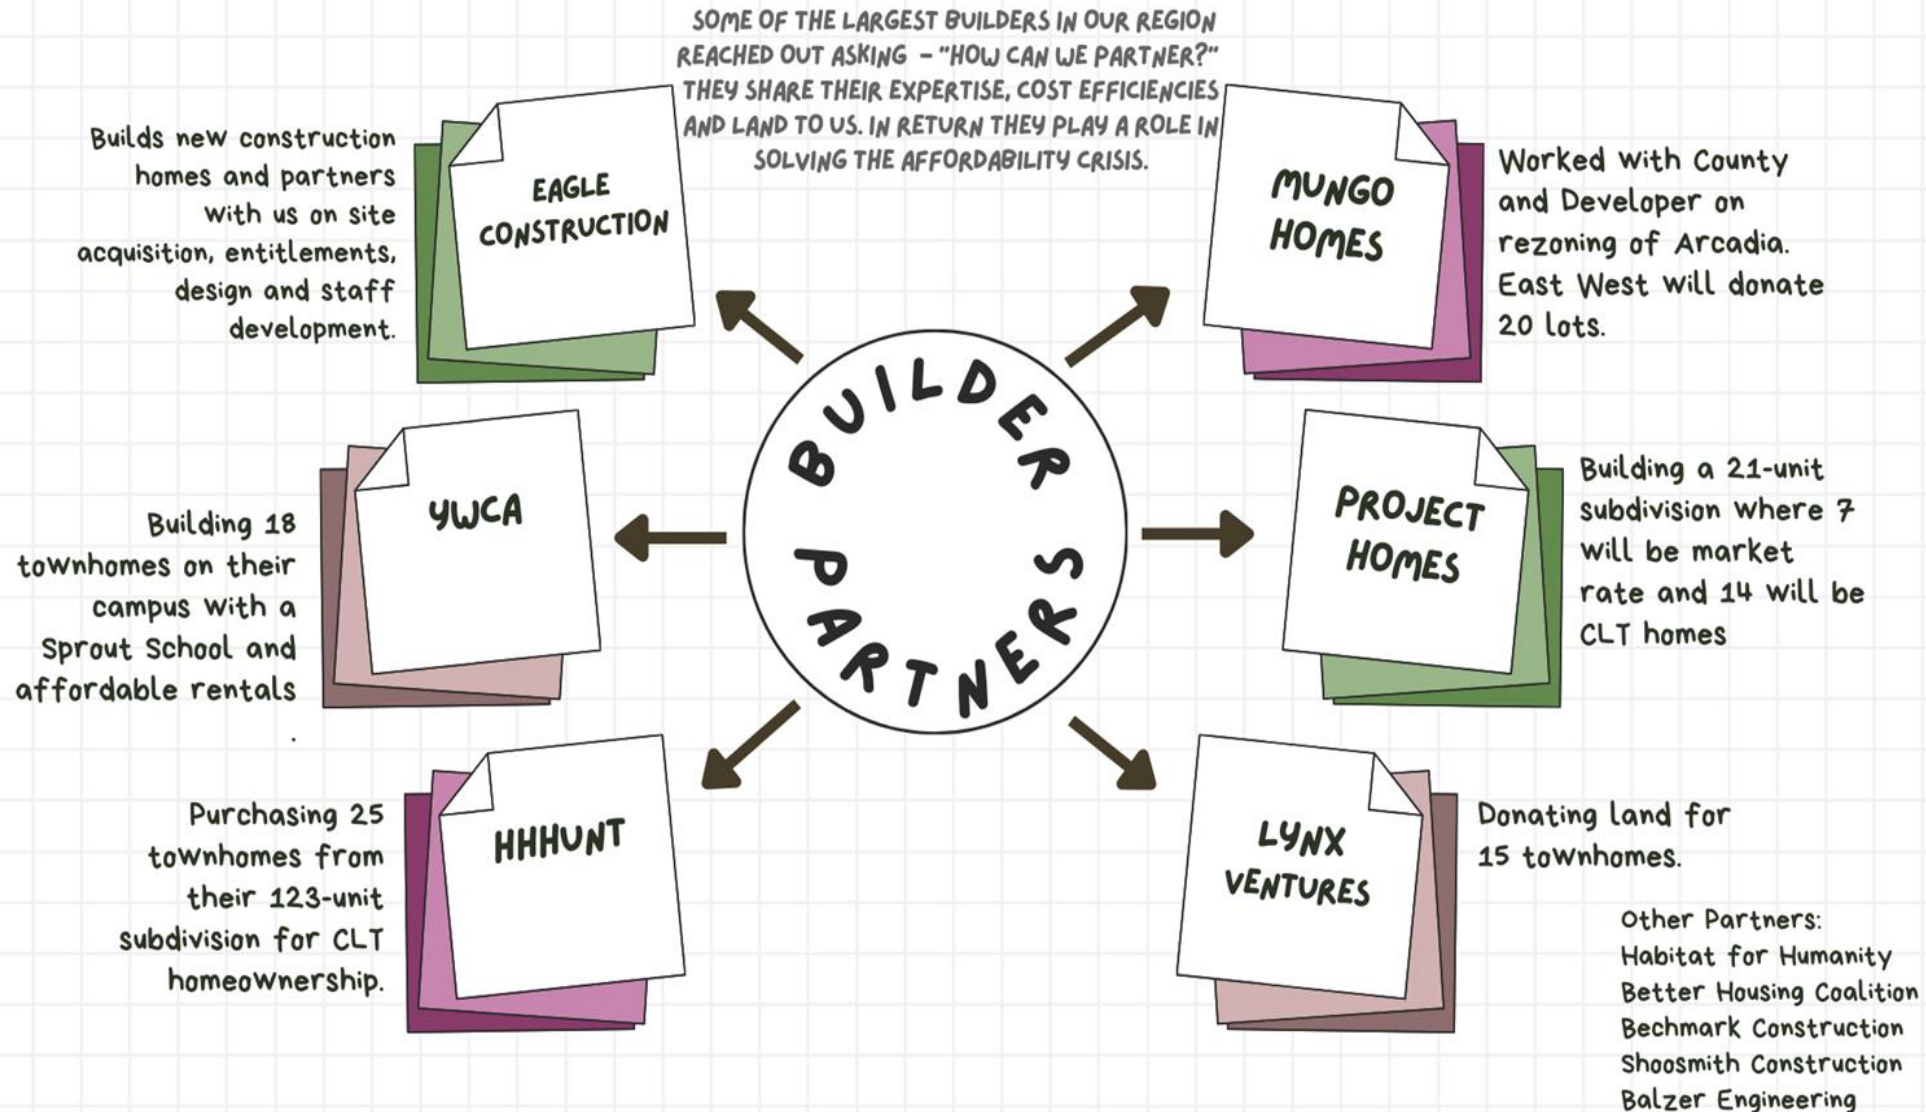 SOME OF THE LARGEST BUILDERS IN OUR REGION
REACHED OUT ASKING - "HOW CAN WE PARTNER?"
THEY SHARE THEIR EXPERTISE, COST EFFICIENCIES
AND LAND TO US. IN RETURN THEY PLAY A ROLE IN
SOLVING THE AFFORDABILITY CRISIS.
BUILDER
PARTNERS
Builds new construction
homes and partners
with us on site
acquisition, entitlements,
design and staff
development.
EAGLE
CONSTRUCTION
MUNGO
HOMES
Worked with County
and Developer on
rezoning of Arcadia.
East West will donate
20 lots.
Building 18
townhomes on their
campus with a
Sprout School and
affordable rentals
.
YWCA
PROJECT
HOMES
Building a 21-unit
subdivision where 7
will be market
rate and 14 will be
CLT homes
Purchasing 25
townhomes from
their 123-unit
subdivision for CLT
homeownership.
HHHUNT
LYNX
VENTURES
Donating land for
15 townhomes.
Other Partners:
Habitat for Humanity
Better Housing Coalition
Bechmark Construction
Shoosmith Construction
Balzer Engineering